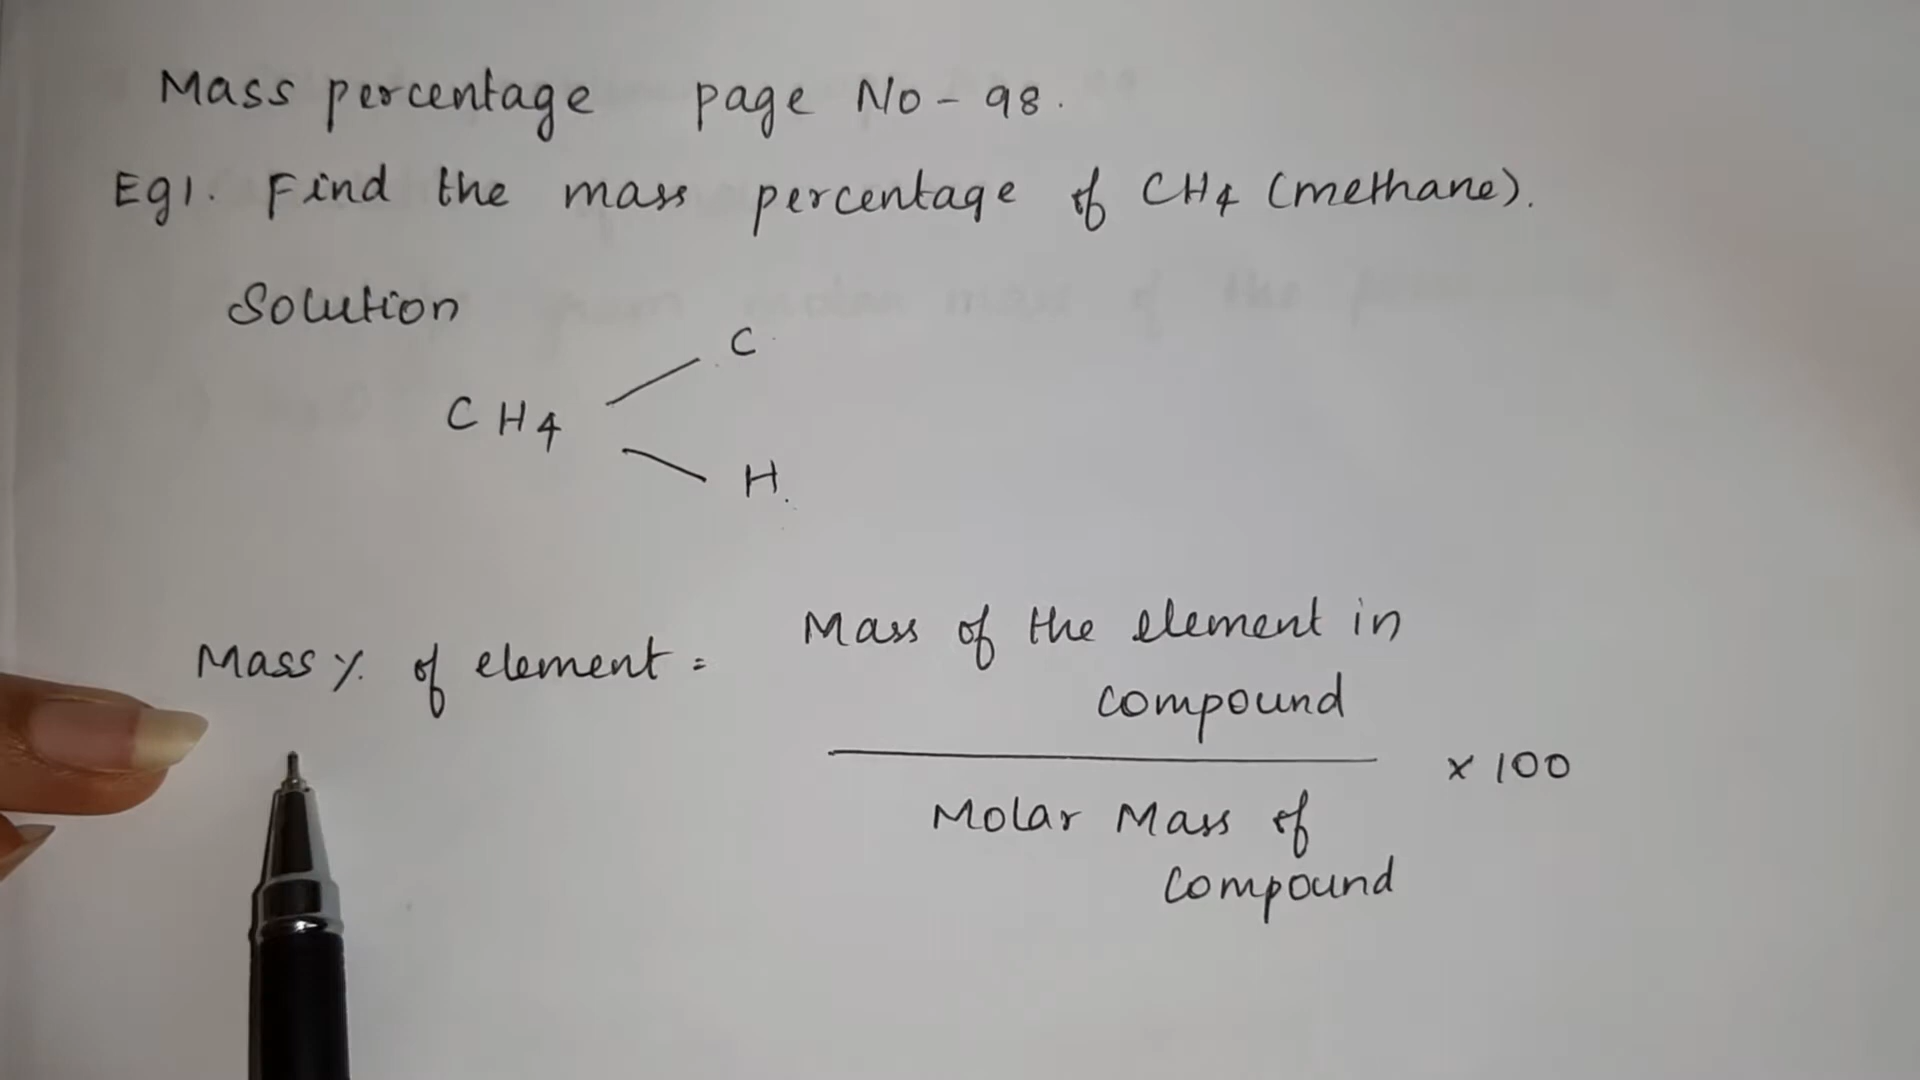 Mass percentage page No - 98.
Eg1. Find the mass percentage of CH4 (methane).
Solution
C
CH4
H.
Mass % of element = Mass of the element in
compound
x 100
Molar Mass of
compound